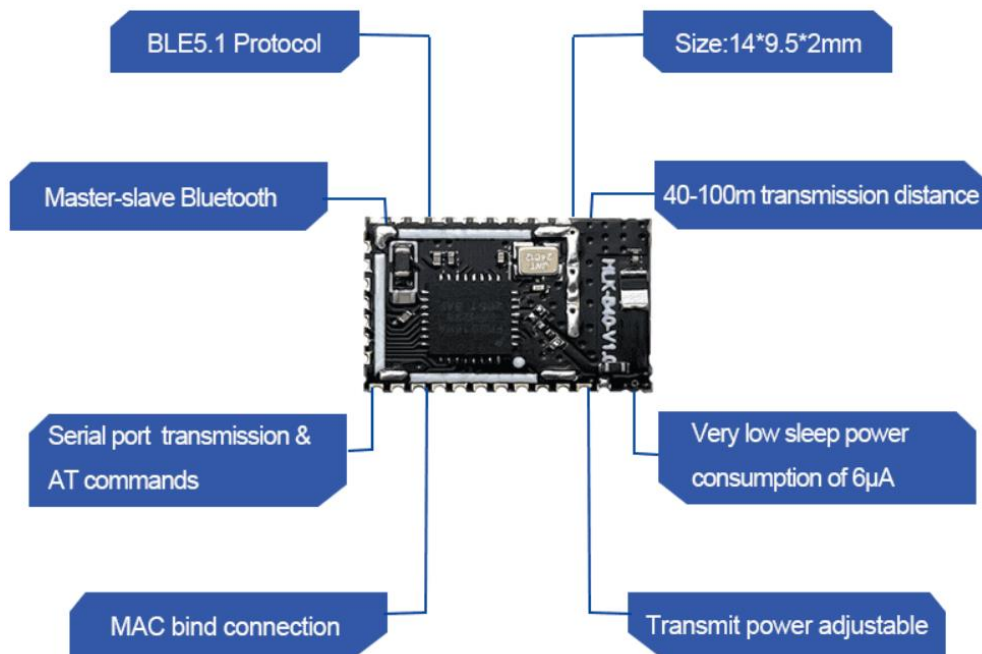 BLE5.1 Protocol
Size:14*9.5*2mm
Master-slave Bluetooth
40-100m transmission distance
HLK-B40-V1.0
Serial port transmission &
AT commands
Very low sleep power
consumption of 6μA
MAC bind connection
Transmit power adjustable